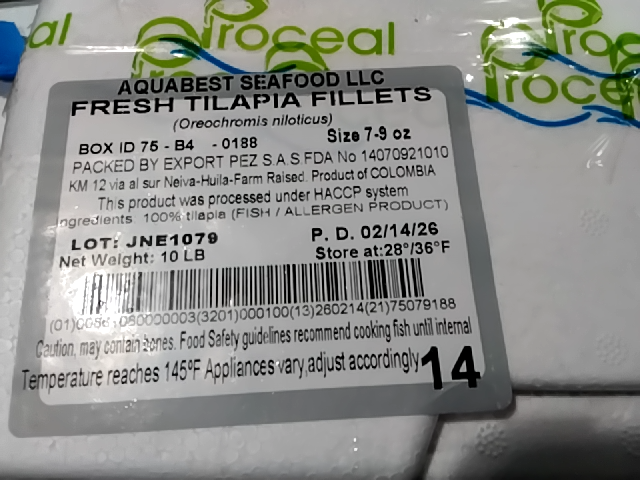 al Proceal Proceal
Proce
AQUABEST SEAFOOD LLC
FRESH TILAPIA FILLETS
(Oreochromis niloticus)
BOX ID 75 - B4 - 0188 Size 7-9 oz
PACKED BY EXPORT PEZ S.A.S FDA No 14070921010
KM 12 via al sur Neiva-Huila-Farm Raised. Product of COLOMBIA
This product was processed under HACCP system
Ingredients: 100% tilapia (FISH / ALLERGEN PRODUCT)
LOT: JNE1079 P. D. 02/14/26
Net Weight: 10 LB Store at:28°/36°F
(3201)000100(13)260214(21)75079188
Caution, may contain bones. Food Safety guidelines recommend cooking fish until internal
Temperature reaches 145ºF Appliances vary,adjust accordingly 14